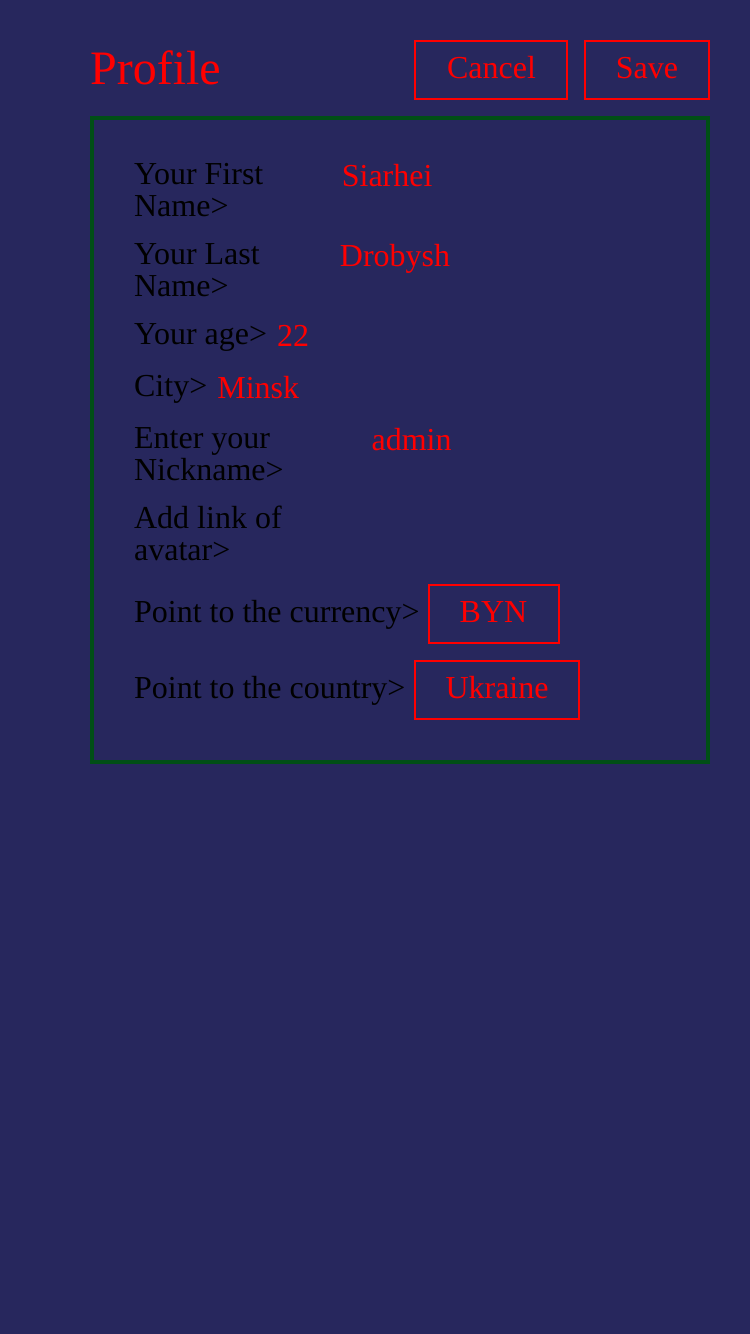 Profile
Cancel
Save
Your First
Name>
Siarhei
Your Last
Name>
Drobysh
Your age> 22
City> Minsk
Enter your
Nickname>
admin
Add link of
avatar>
Point to the currency> BYN
Point to the country> Ukraine